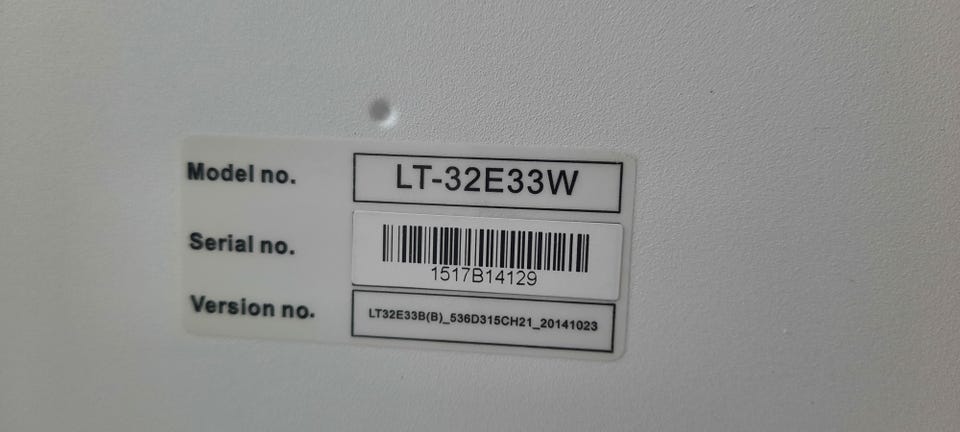 Model no. LT-32E33W
Serial no. 1517B14129
Version no. LT32E33B(B)_536D315CH21_20141023